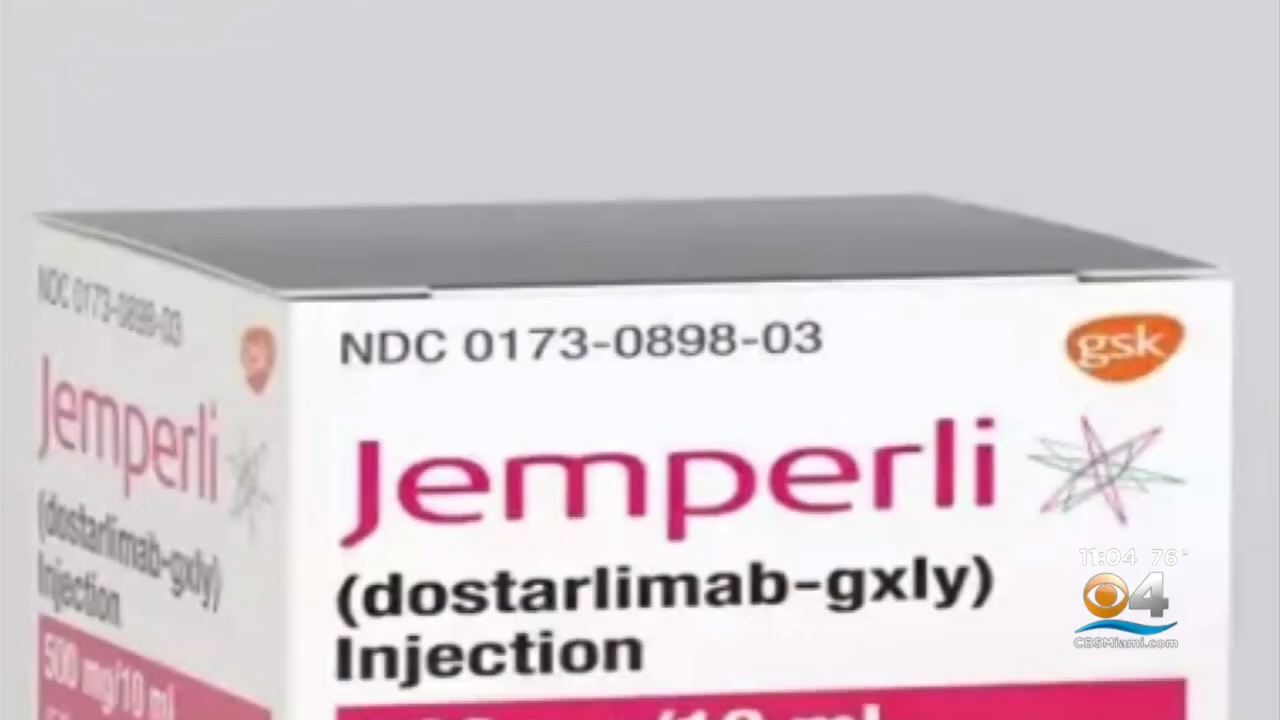 NDC 0173-0898-03
gsk
Jemperli
(dostarlimab-gxly)
Injection
NDC 0173-0898-03
Jemperli
(dostarlimab-gxly)
Injection
500 mg/10 mL
11:04 76°
4
CBSMiami.com